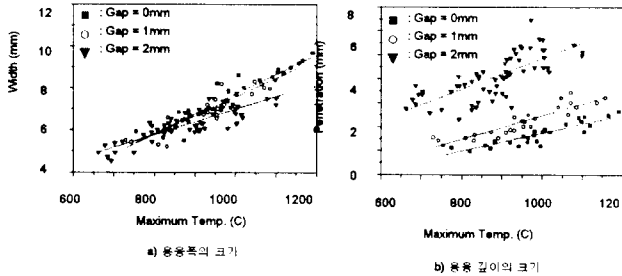 12
10
8
6
4
Width (mm)
: Gap = 0mm
: Gap = 1mm
: Gap = 2mm
600
800
1000
1200
Maximum Temp. (C)
a) 용융폭의 크기
8
6
4
2
0
Penetration (mm)
: Gap = 0mm
: Gap = 1mm
: Gap = 2mm
600
800
1000
120
Maximum Temp. (C)
b) 용융 깊이의 크기